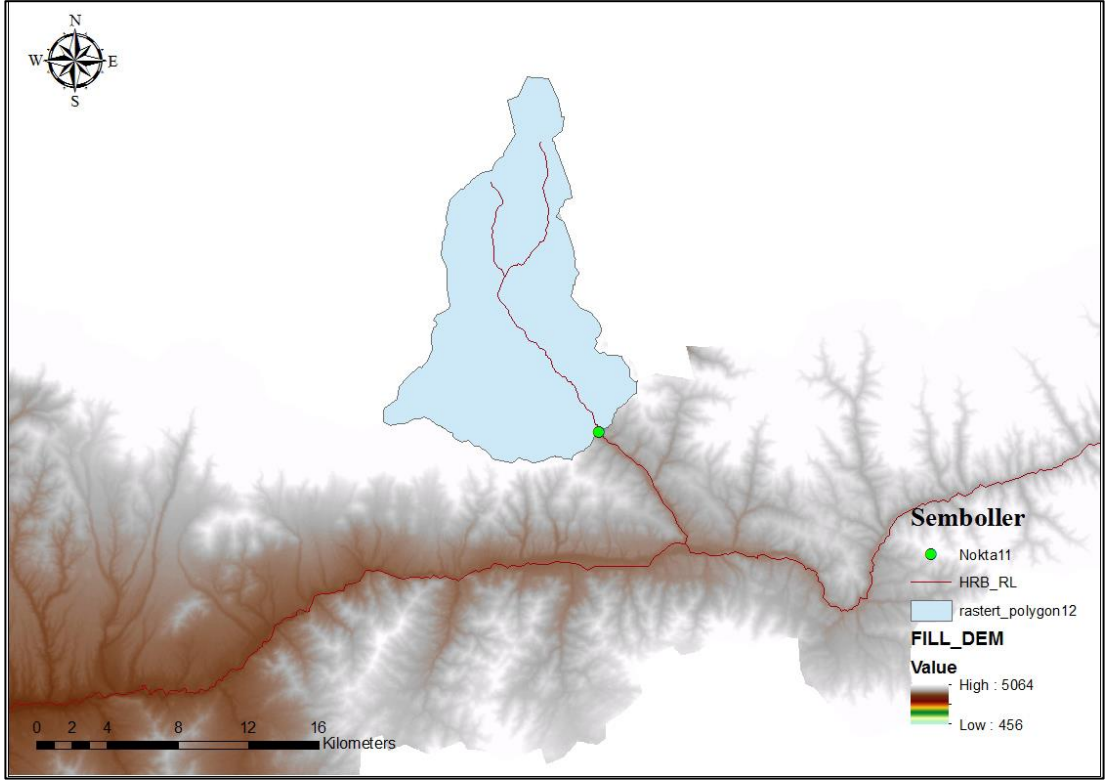 N
W E
S
Semboller
Nokta11
HRB_RL
rastert_polygon12
FILL_DEM
Value
High : 5064
Low : 456
0 2 4 8 12 16
Kilometers